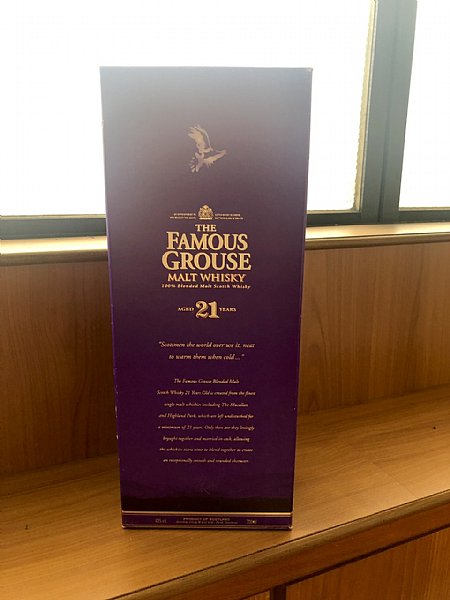 THE
FAMOUS
GROUSE
MALT WHISKY
100% Blended Malt Scotch Whisky
AGED 21 YEARS
"Scotsmen the world over use it, neat
to warm them when cold..."
The Famous Grouse Blended Malt
Scotch Whisky 21 Years Old is created from the finest
single malt whiskies including The Macallan
and Highland Park, which are left undisturbed for
a minimum of 21 years. Only then are they lovingly
brought together and married in cask, allowing
the whiskies extra time to blend together to create
an exceptionally smooth and rounded character.
PRODUCT OF SCOTLAND